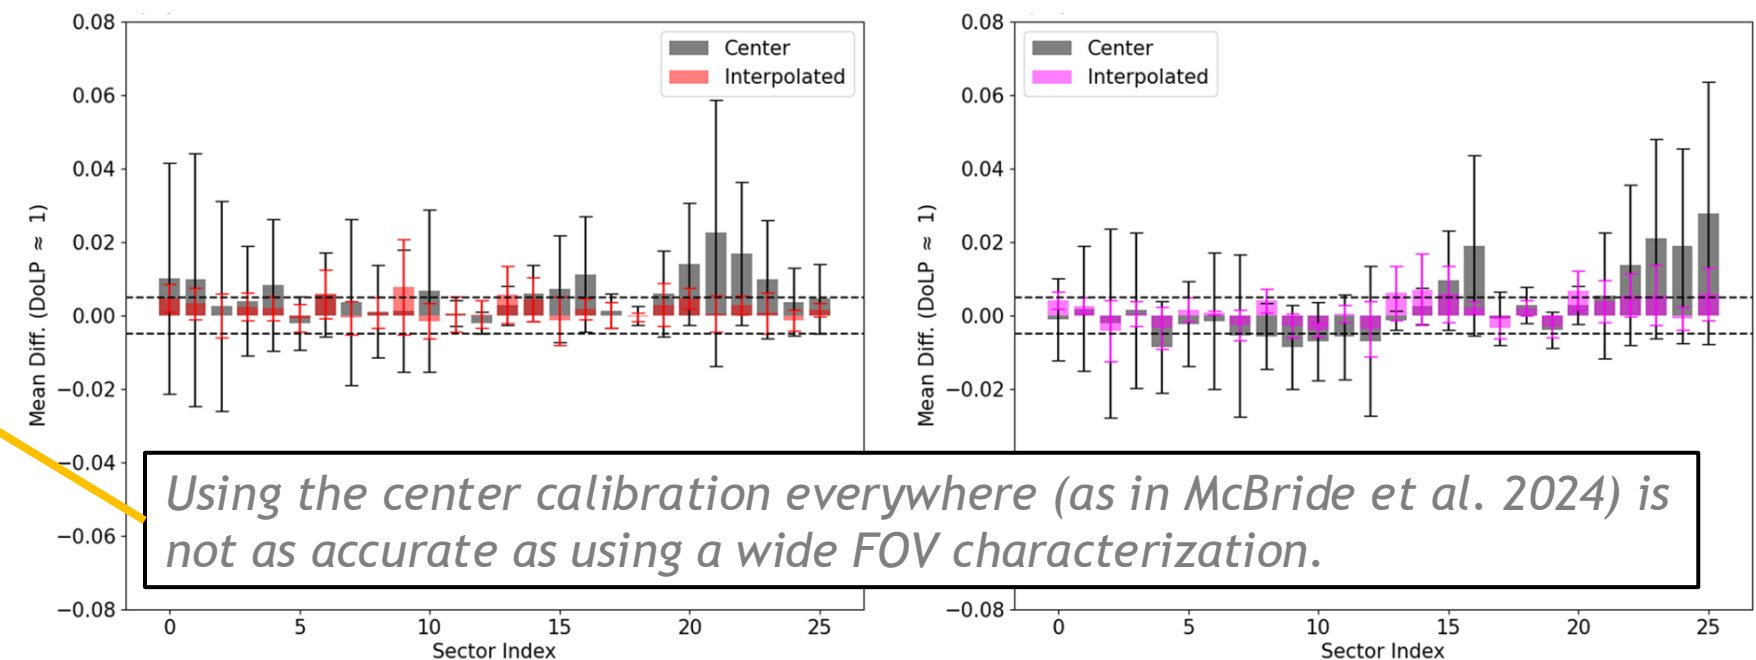 0.08
0.06
0.04
0.02
0.00
−0.02
−0.04
−0.06
−0.08
Mean Diff. (DoLP ≈ 1)
Center
Interpolated
0
5
10
15
20
25
Sector Index
0.08
0.06
0.04
0.02
0.00
−0.02
−0.08
Mean Diff. (DoLP ≈ 1)
Center
Interpolated
0
5
10
15
20
25
Sector Index
Using the center calibration everywhere (as in McBride et al. 2024) is
not as accurate as using a wide FOV characterization.